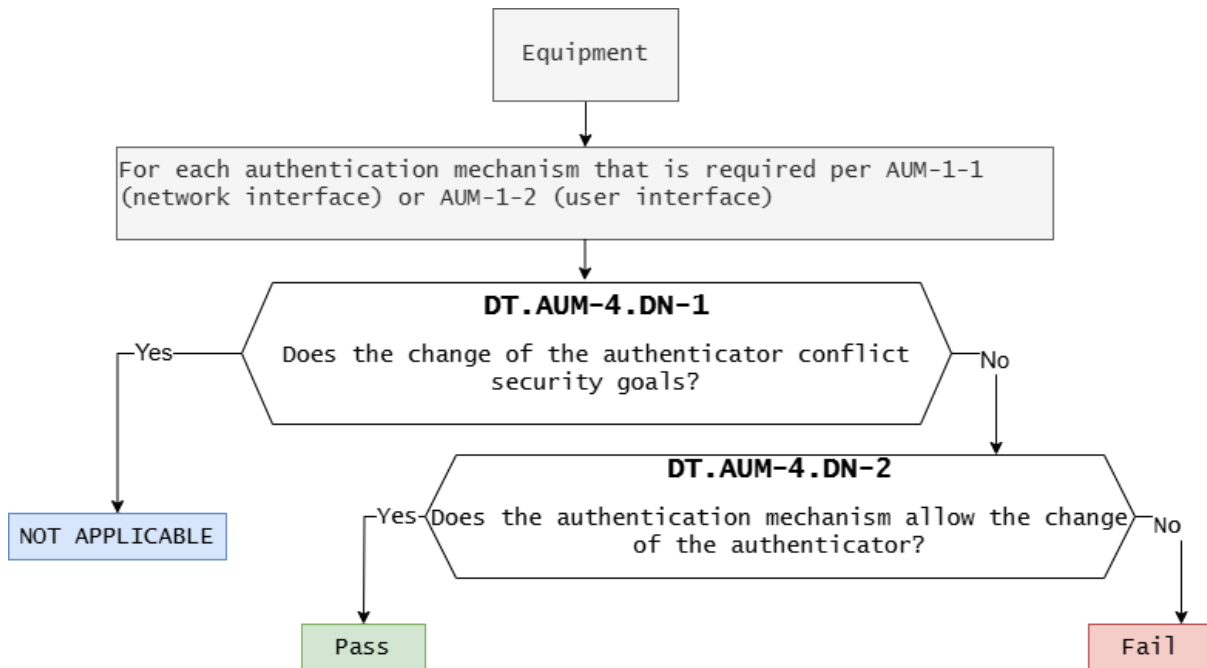 Equipment
For each authentication mechanism that is required per AUM-1-1
(network interface) or AUM-1-2 (user interface)
DT.AUM-4.DN-1
Does the change of the authenticator conflict
security goals?
Yes
No
DT.AUM-4.DN-2
Does the authentication mechanism allow the change
of the authenticator?
Yes
No
NOT APPLICABLE
Pass
Fail